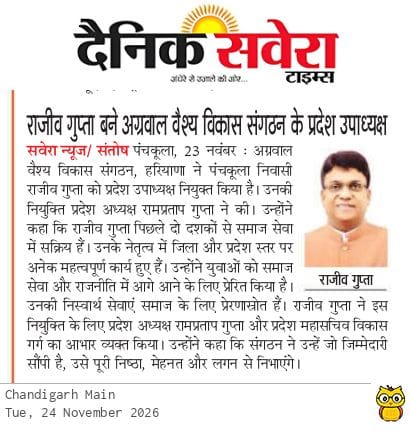 दैनिक सवेरा
अंधेरे से उजाले की ओर...
टाइम्स
राजीव गुप्ता बने अग्रवाल वैश्य विकास संगठन के प्रदेश उपाध्यक्ष
सवेरा न्यूज/ संतोष पंचकूला, 23 नवंबर : अग्रवाल
वैश्य विकास संगठन, हरियाणा ने पंचकूला निवासी
राजीव गुप्ता को प्रदेश उपाध्यक्ष नियुक्त किया है। उनकी
नियुक्ति प्रदेश अध्यक्ष रामप्रताप गुप्ता ने की। उन्होंने
कहा कि राजीव गुप्ता पिछले दो दशकों से समाज सेवा
में सक्रिय हैं। उनके नेतृत्व में जिला और प्रदेश स्तर पर
अनेक महत्वपूर्ण कार्य हुए हैं। उन्होंने युवाओं को समाज
सेवा और राजनीति में आगे आने के लिए प्रेरित किया है।
राजीव गुप्ता
उनकी निस्वार्थ सेवाएं समाज के लिए प्रेरणास्रोत हैं। राजीव गुप्ता ने इस
नियुक्ति के लिए प्रदेश अध्यक्ष रामप्रताप गुप्ता और प्रदेश महासचिव विकास
गर्ग का आभार व्यक्त किया। उन्होंने कहा कि संगठन ने उन्हें जो जिम्मेदारी
सौंपी है, उसे पूरी निष्ठा, मेहनत और लगन से निभाएंगे।
Chandigarh Main
Tue, 24 November 2026